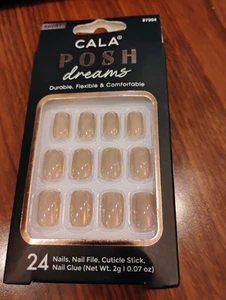 87994
CALA®
POSH
dreams
Durable, Flexible & Comfortable
24 Nails, Nail File, Cuticle Stick,
Nail Glue (Net Wt. 2g | 0.07 oz)